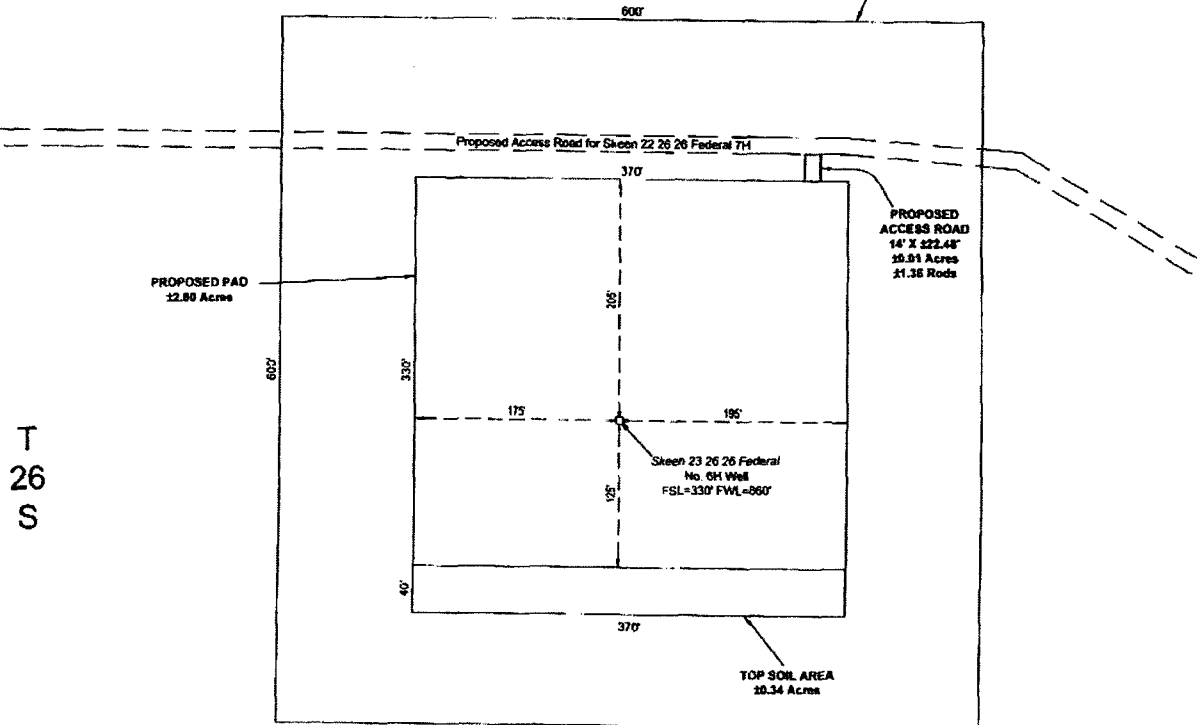 600'
Proposed Access Road for Skeen 22 26 26 Federal 7H
370'
PROPOSED
ACCESS ROAD
14' X ±22.48'
±0.01 Acres
±1.36 Rods
PROPOSED PAD
±2.80 Acres
205'
600'
330'
175'
195'
T
26
S
Skeen 23 26 26 Federal
No. 6H Well
FSL=330' FWL=860'
125'
40'
370'
TOP SOIL AREA
±0.34 Acres